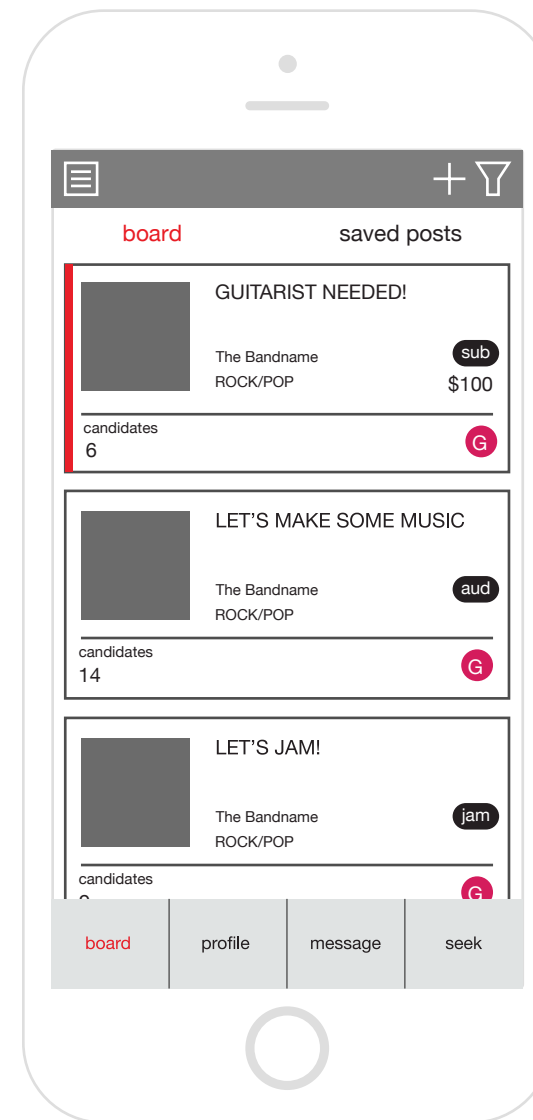 board saved posts
GUITARIST NEEDED!
The Bandname sub
ROCK/POP $100
candidates
6 G
LET'S MAKE SOME MUSIC
The Bandname aud
ROCK/POP
candidates
14 G
LET'S JAM!
The Bandname jam
ROCK/POP
candidates
G
board profile message seek